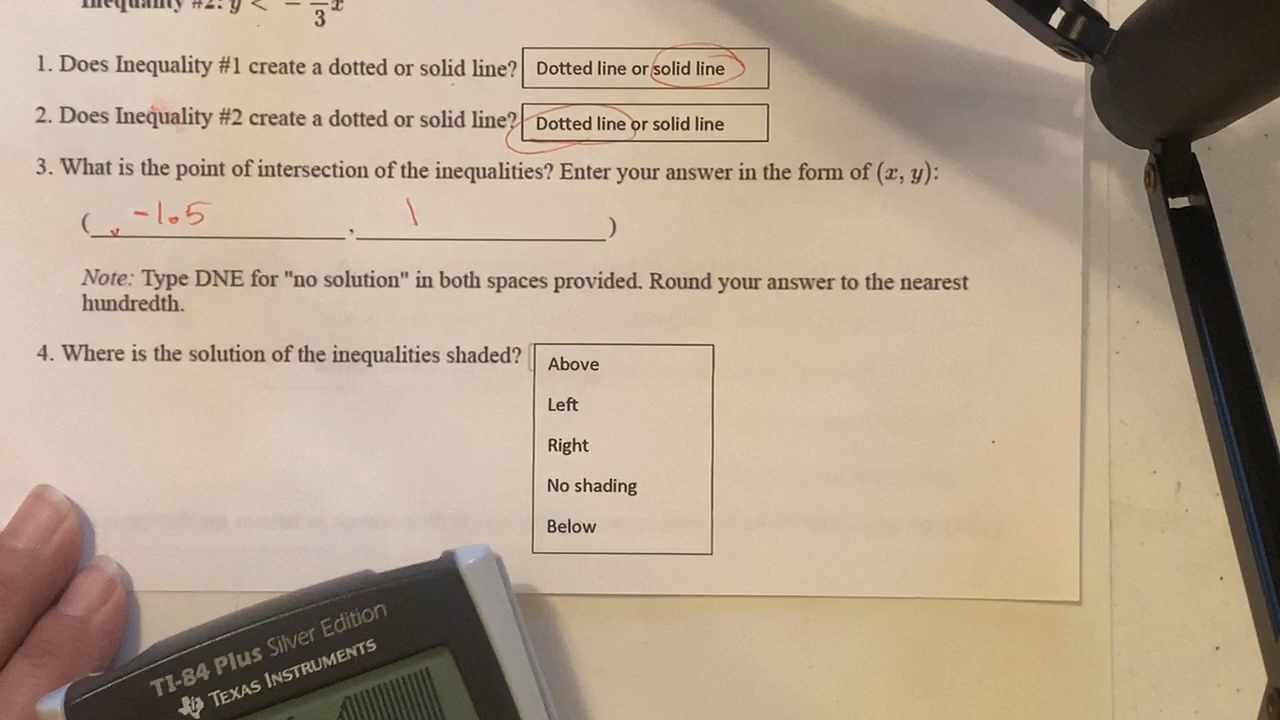 Inequality #2: y < - /3 x
1. Does Inequality #1 create a dotted or solid line? Dotted line or solid line
2. Does Inequality #2 create a dotted or solid line? Dotted line or solid line
3. What is the point of intersection of the inequalities? Enter your answer in the form of (x, y):
( -1.5 , 1 )
Note: Type DNE for "no solution" in both spaces provided. Round your answer to the nearest
hundredth.
4. Where is the solution of the inequalities shaded?
Above
Left
Right
No shading
Below
TI-84 Plus Silver Edition
TEXAS INSTRUMENTS